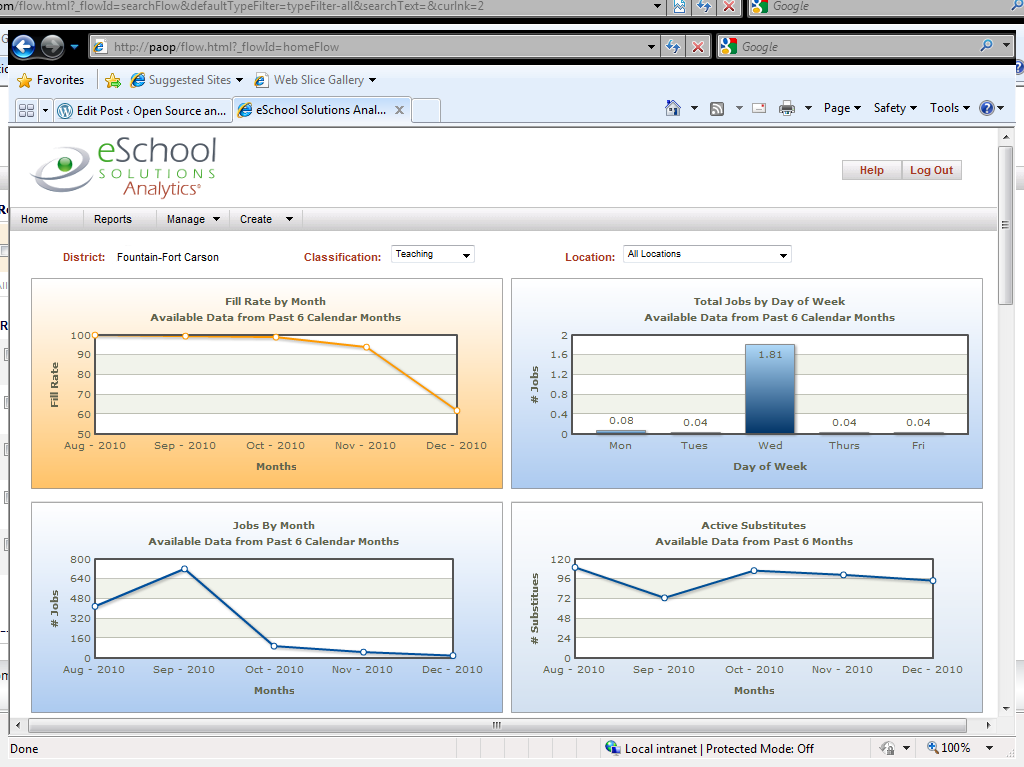 om/flow.html?_flowId=searchFlow&defaultTypeFilter=typeFilter-all&searchText=&curlnk=2
Google
http://paop/flow.html?_flowId=homeFlow
Google
Favorites
Suggested Sites
Web Slice Gallery
Edit Post ‹ Open Source an...
eSchool Solutions Anal...
Page
Safety
Tools
eSchool
SOLUTIONS
Analytics®
Help
Log Out
Home
Reports
Manage
Create
District: Fountain-Fort Carson
Classification: Teaching
Location: All Locations
Fill Rate by Month
Available Data from Past 6 Calendar Months
Fill Rate
100
90
80
70
60
50
Aug - 2010 Sep - 2010 Oct - 2010 Nov - 2010 Dec - 2010
Months
Total Jobs by Day of Week
Available Data from Past 6 Calendar Months
# Jobs
2
1.6
1.2
0.8
0.4
0
0.08 0.04 1.81 0.04 0.04
Mon Tues Wed Thurs Fri
Day of Week
Jobs By Month
Available Data from Past 6 Calendar Months
# Jobs
800
640
480
320
160
0
Aug - 2010 Sep - 2010 Oct - 2010 Nov - 2010 Dec - 2010
Months
Active Substitutes
Available Data from Past 6 Months
# Substitues
120
96
72
48
24
0
Aug - 2010 Sep - 2010 Oct - 2010 Nov - 2010 Dec - 2010
Months
Done
Local intranet | Protected Mode: Off
100%